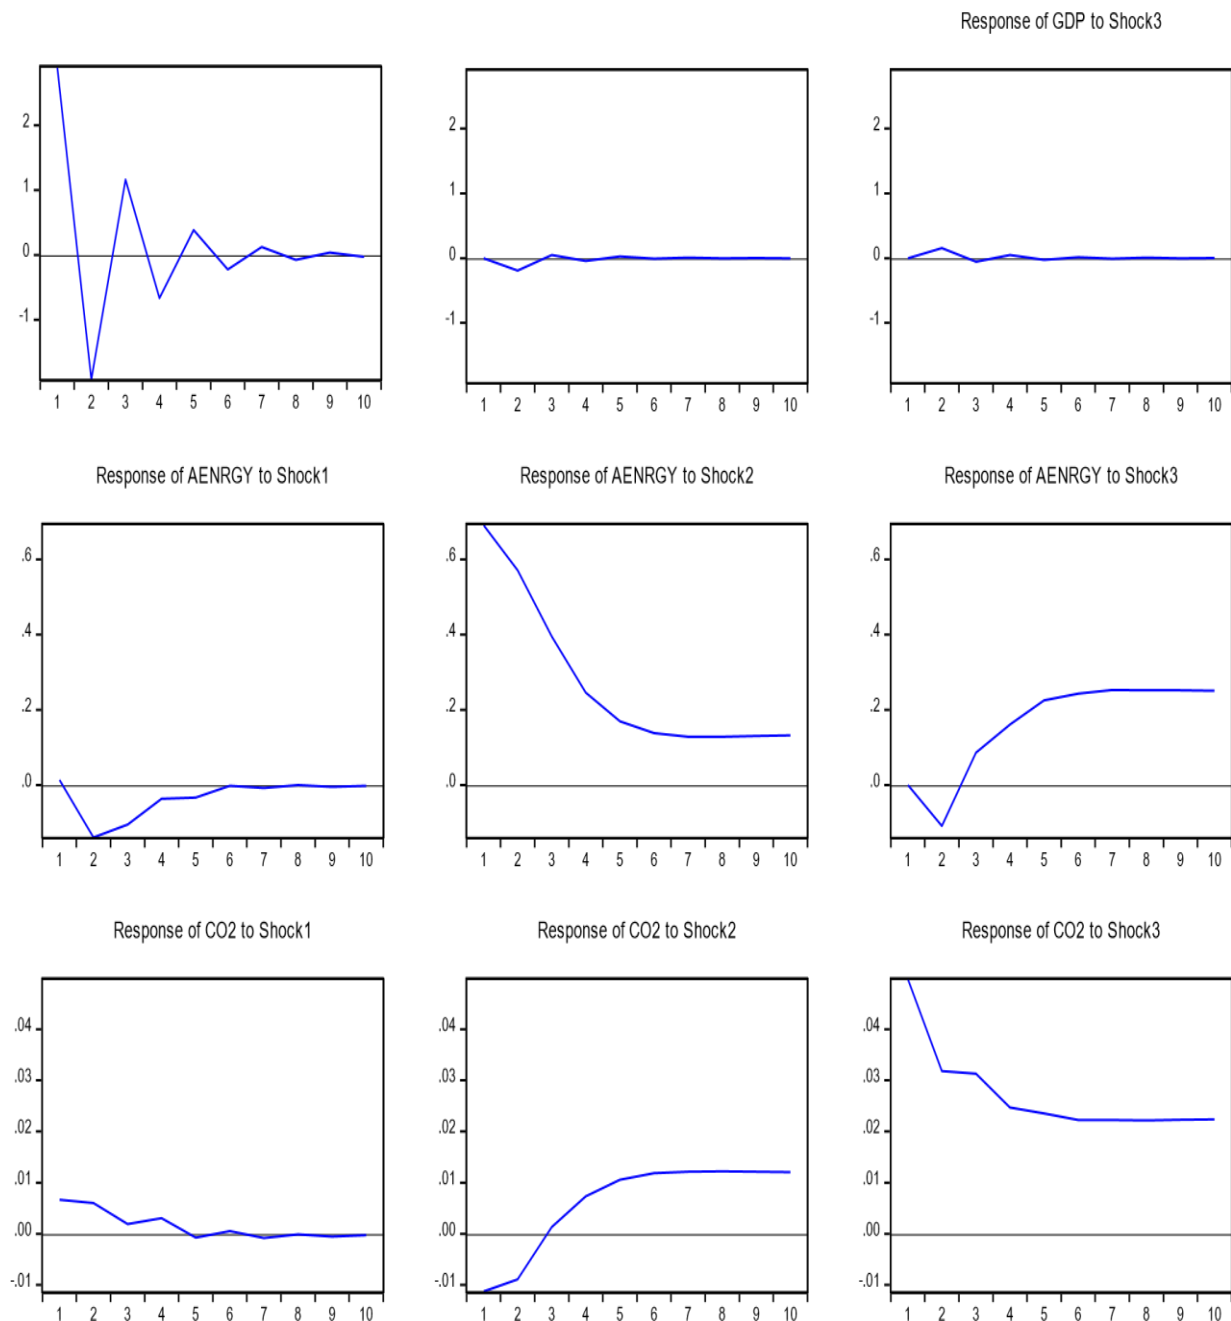 Response of GDP to Shock3
2
1
0
-1
1 2 3 4 5 6 7 8 9 10
2
1
0
-1
1 2 3 4 5 6 7 8 9 10
2
1
0
-1
1 2 3 4 5 6 7 8 9 10
Response of AENRGY to Shock1
.6
.4
.2
.0
1 2 3 4 5 6 7 8 9 10
Response of AENRGY to Shock2
.6
.4
.2
.0
1 2 3 4 5 6 7 8 9 10
Response of AENRGY to Shock3
.6
.4
.2
.0
1 2 3 4 5 6 7 8 9 10
Response of CO2 to Shock1
.04
.03
.02
.01
.00
-.01
1 2 3 4 5 6 7 8 9 10
Response of CO2 to Shock2
.04
.03
.02
.01
.00
-.01
1 2 3 4 5 6 7 8 9 10
Response of CO2 to Shock3
.04
.03
.02
.01
.00
-.01
1 2 3 4 5 6 7 8 9 10